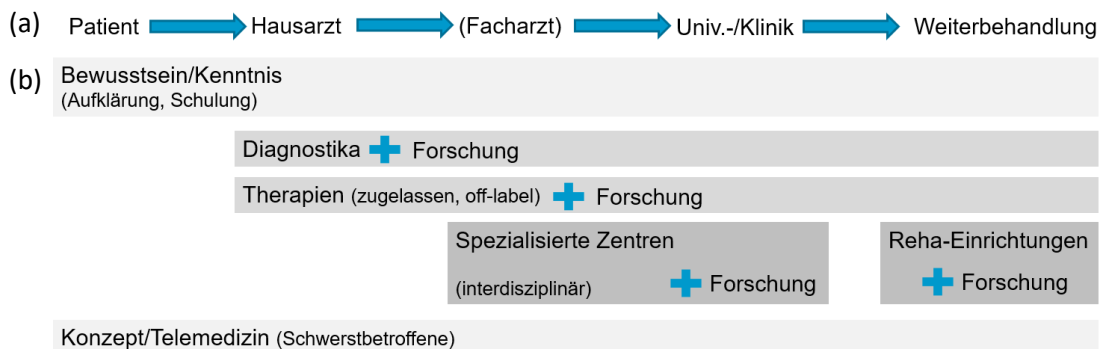 (a) Patient Hausarzt (Facharzt) Univ.-/Klinik Weiterbehandlung
(b) Bewusstsein/Kenntnis
(Aufklärung, Schulung)
Diagnostika + Forschung
Therapien (zugelassen, off-label) + Forschung
Spezialisierte Zentren
(interdisziplinär) + Forschung
Reha-Einrichtungen
+ Forschung
Konzept/Telemedizin (Schwerstbetroffene)